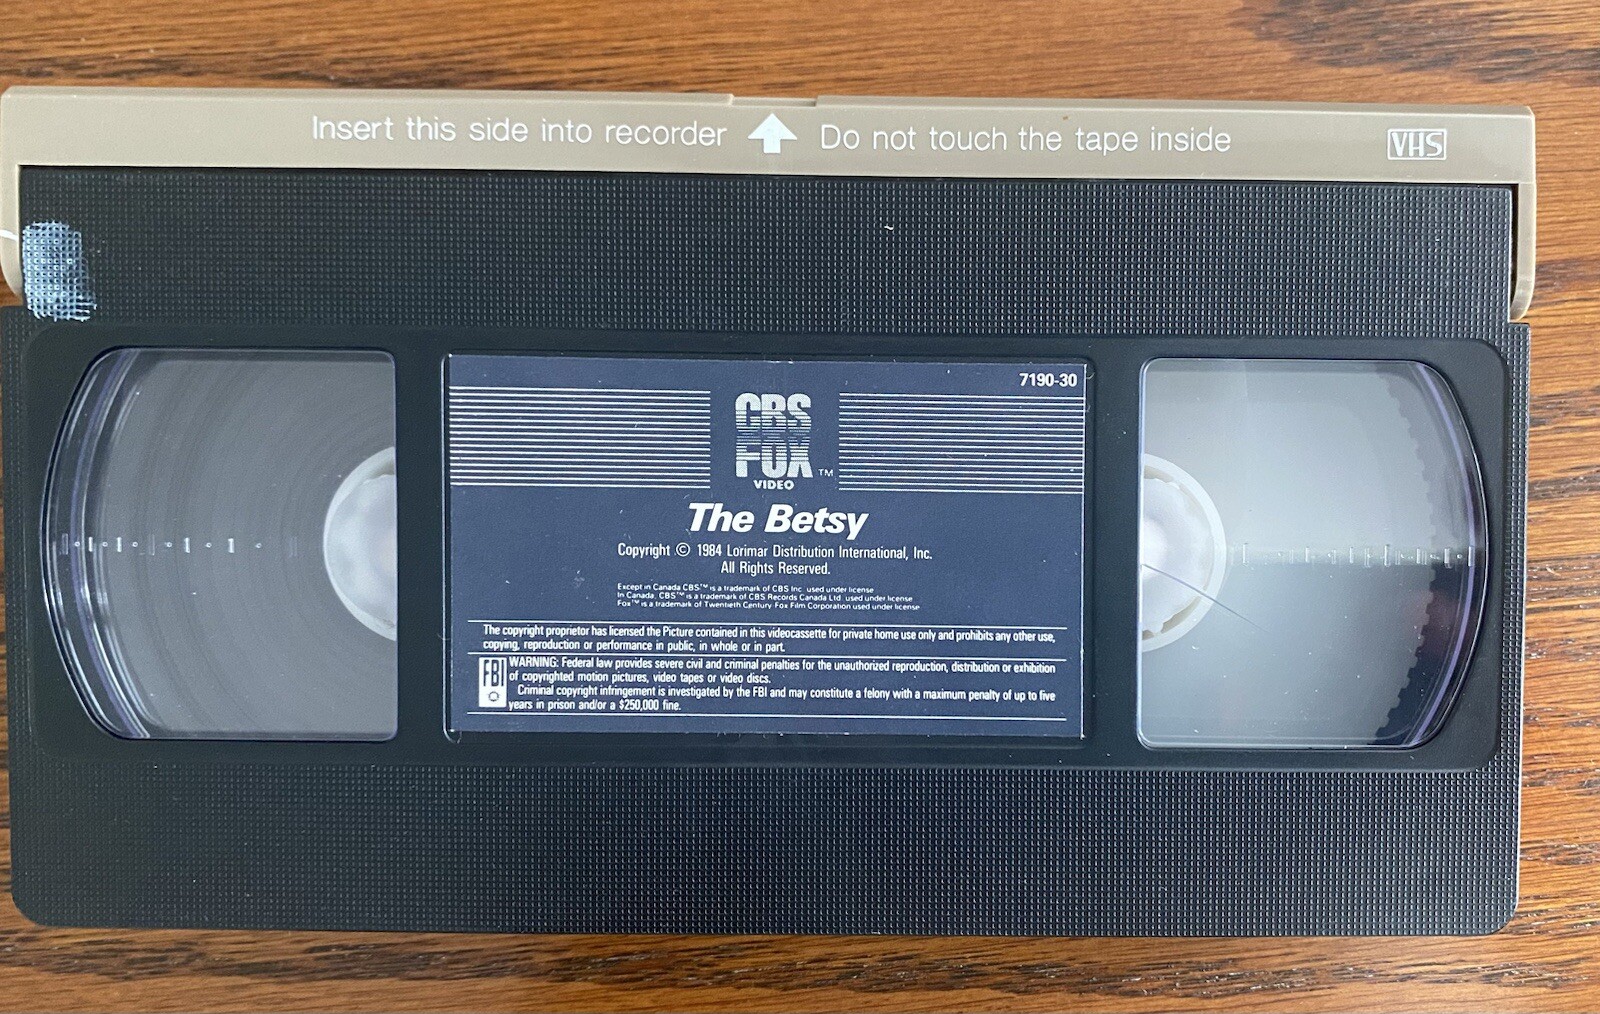 Insert this side into recorder Do not touch the tape inside VHS
7190-30
CBS
FOX ™
VIDEO
The Betsy
Copyright © 1984 Lorimar Distribution International, Inc.
All Rights Reserved.
Except in Canada CBS™ is a trademark of CBS Inc. used under license
In Canada, CBS™ is a trademark of CBS Records Canada Ltd. used under license
Fox™ is a trademark of Twentieth Century Fox Film Corporation used under license
The copyright proprietor has licensed the Picture contained in this videocassette for private home use only and prohibits any other use,
copying, reproduction or performance in public, in whole or in part.
FBI WARNING: Federal law provides severe civil and criminal penalties for the unauthorized reproduction, distribution or exhibition
of copyrighted motion pictures, video tapes or video discs.
Criminal copyright infringement is investigated by the FBI and may constitute a felony with a maximum penalty of up to five
years in prison and/or a $250,000 fine.